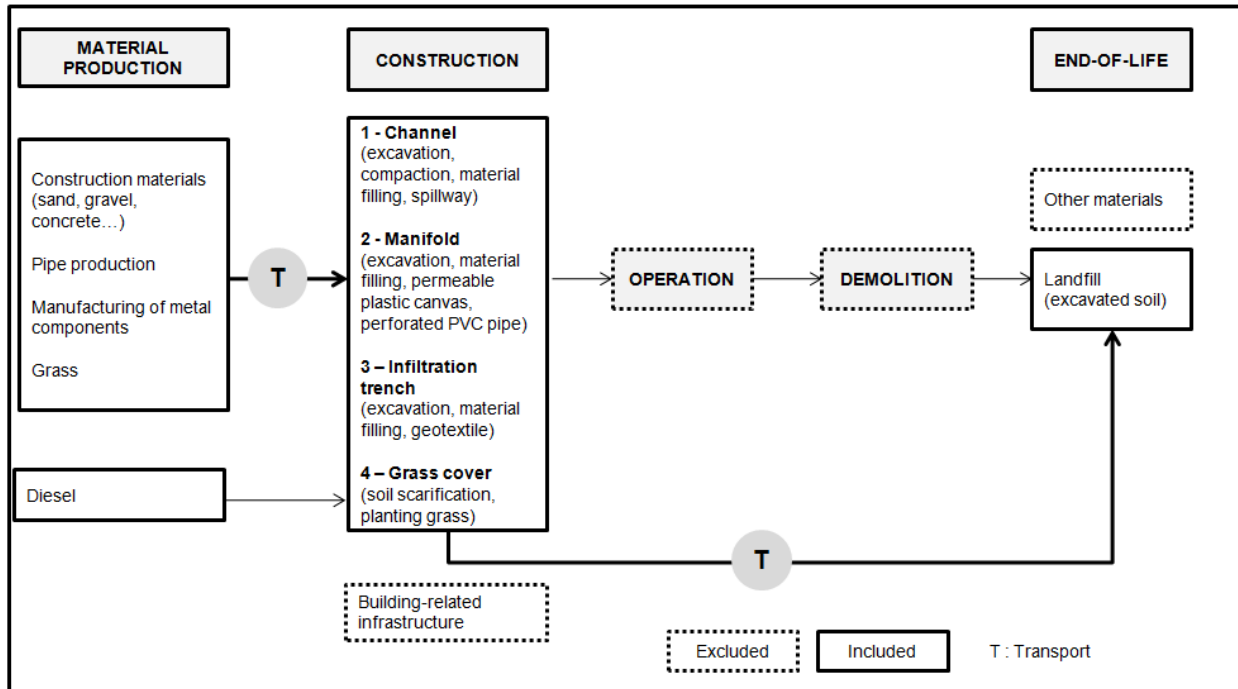 MATERIAL
PRODUCTION
CONSTRUCTION
END-OF-LIFE
Construction materials
(sand, gravel,
concrete…)
Pipe production
Manufacturing of metal
components
Grass
Diesel
T
1 - Channel
(excavation,
compaction, material
filling, spillway)
2 - Manifold
(excavation, material
filling, permeable
plastic canvas,
perforated PVC pipe)
3 – Infiltration
trench
(excavation, material
filling, geotextile)
4 – Grass cover
(soil scarification,
planting grass)
Building-related
infrastructure
OPERATION
DEMOLITION
Other materials
Landfill
(excavated soil)
T
Excluded
Included
T : Transport